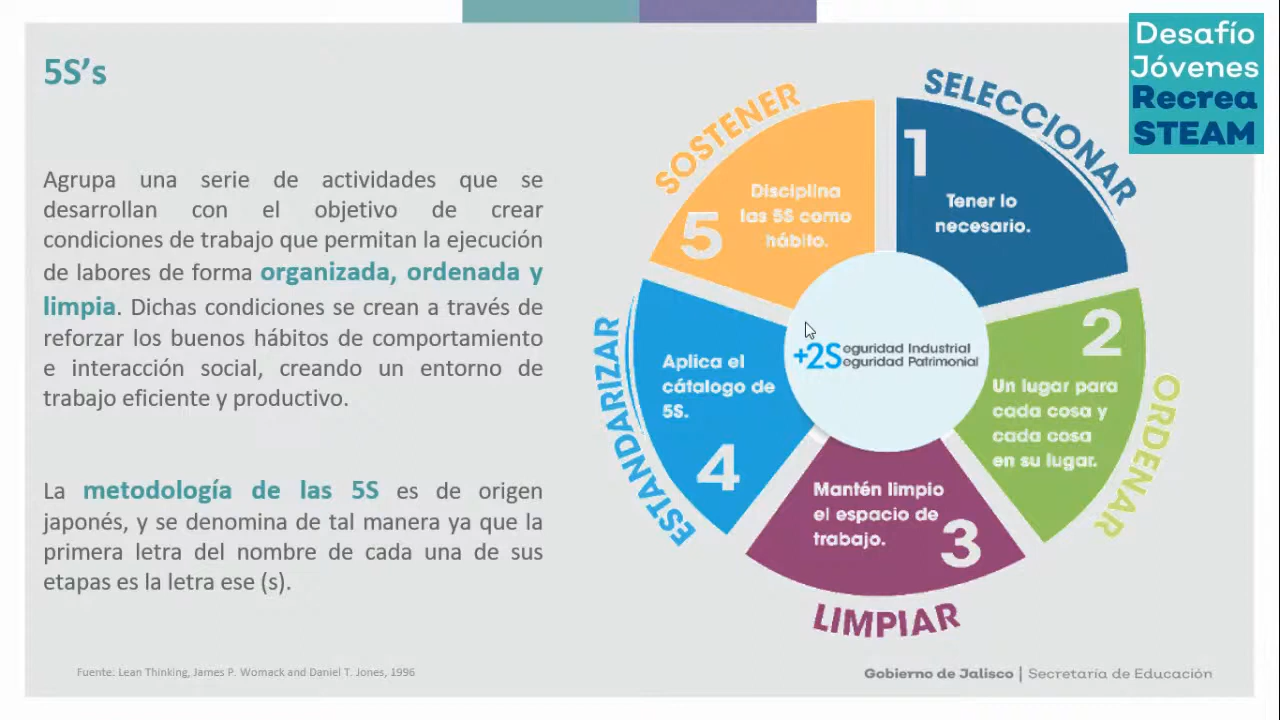 Desafío
Jóvenes
Recrea
STEAM
5S's
Agrupa una serie de actividades que se
desarrollan con el objetivo de crear
condiciones de trabajo que permitan la ejecución
de labores de forma organizada, ordenada y
limpia. Dichas condiciones se crean a través de
reforzar los buenos hábitos de comportamiento
e interacción social, creando un entorno de
trabajo eficiente y productivo.
La metodología de las 5S es de origen
japonés, y se denomina de tal manera ya que la
primera letra del nombre de cada una de sus
etapas es la letra ese (s).
SELECCIONAR
1
Tener lo
necesario.
ORDENAR
2
Un lugar para
cada cosa y
cada cosa
en su lugar.
LIMPIAR
Mantén limpio
el espacio de
trabajo.
3
ESTANDARIZAR
Aplica el
cátalogo de
5S.
4
SOSTENER
Disciplina
las 5S como
hábito.
5
+2S
eguridad Industrial
eguridad Patrimonial
Fuente: Lean Thinking, James P. Womack and Daniel T. Jones, 1996
Gobierno de Jalisco | Secretaría de Educación